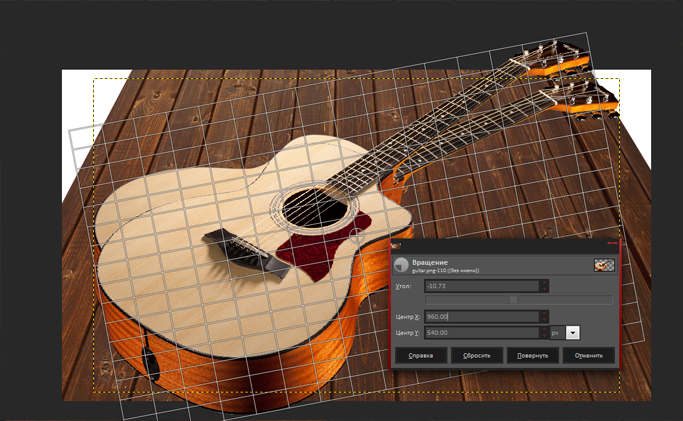 Вращение
guitar.png-110 ([Без имени])
Угол: -10.73
Центр X: 960.00
Центр Y: 540.00 px
Справка Сбросить Повернуть Отменить